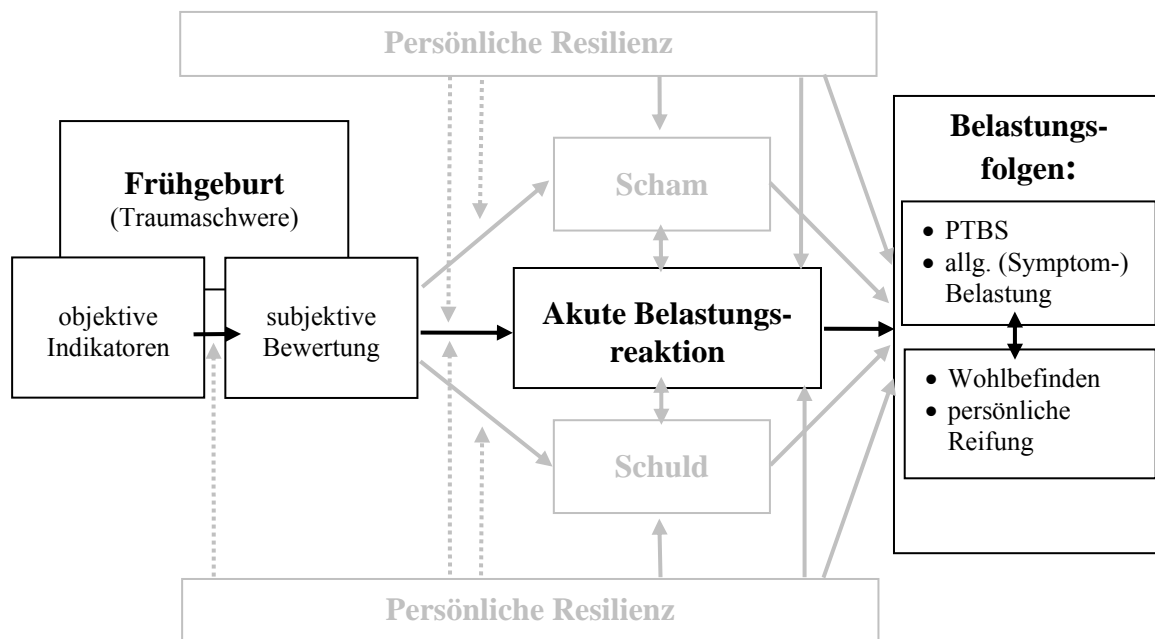 Persönliche Resilienz
Frühgeburt
(Traumaschwere)
objektive
Indikatoren
subjektive
Bewertung
Scham
Akute Belastungs-
reaktion
Schuld
Belastungs-
folgen:
• PTBS
• allg. (Symptom-)
Belastung
• Wohlbefinden
• persönliche
Reifung
Persönliche Resilienz